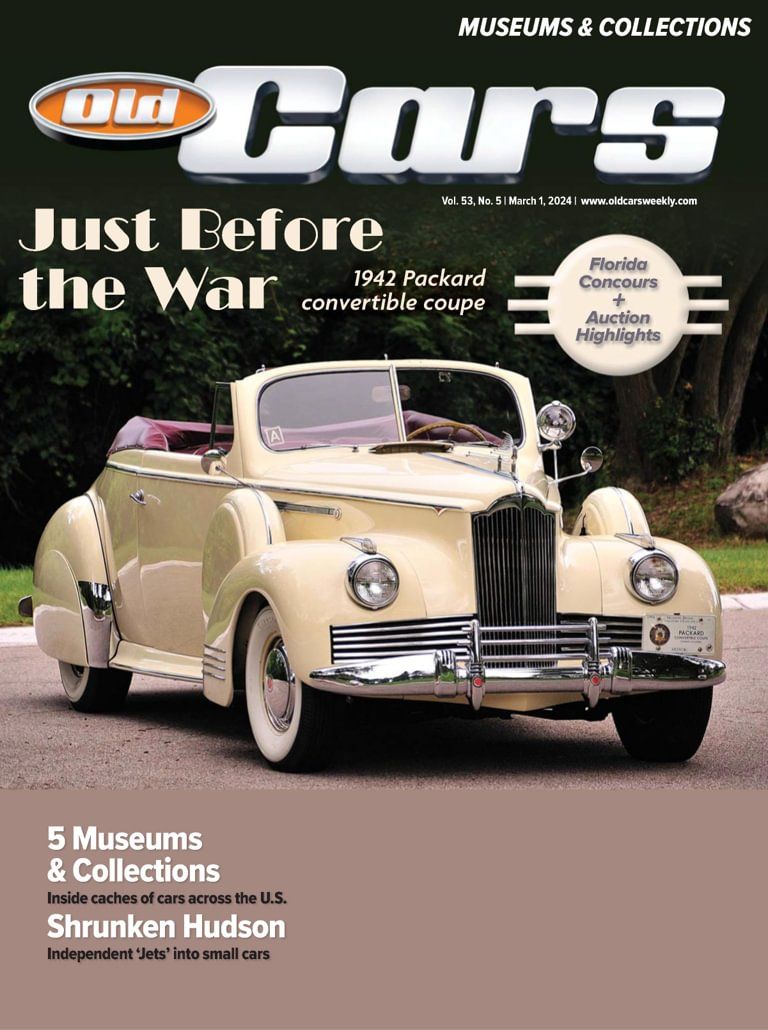 MUSEUMS & COLLECTIONS
Old Cars
Vol. 53, No. 5 | March 1, 2024 | www.oldcarsweekly.com
Just Before
the War
1942 Packard
convertible coupe
Florida
Concours
+
Auction
Highlights
A
1942
PACKARD
CONVERTIBLE COUPE
5 Museums
& Collections
Inside caches of cars across the U.S.
Shrunken Hudson
Independent ‘Jets’ into small cars